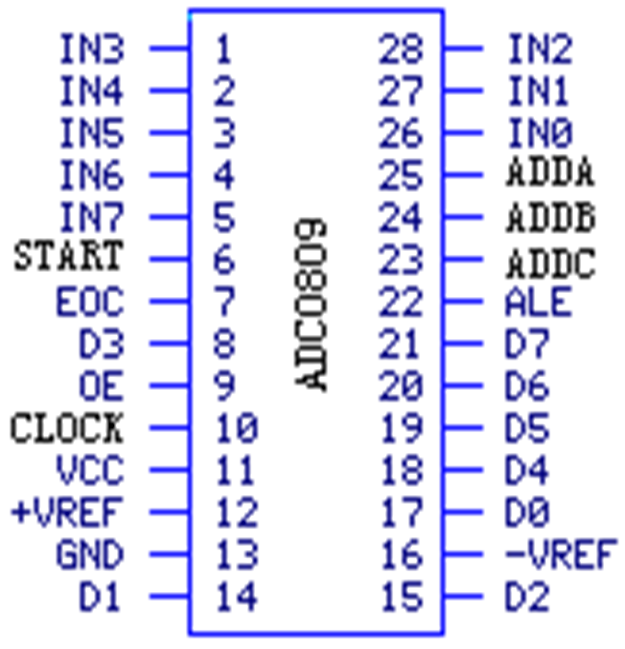 IN3 1 28 IN2
IN4 2 27 IN1
IN5 3 26 IN0
IN6 4 25 ADDA
IN7 5 24 ADDB
START 6 23 ADDC
EOC 7 22 ALE
D3 8 21 D7
OE 9 20 D6
CLOCK 10 19 D5
VCC 11 18 D4
+VREF 12 17 D0
GND 13 16 -VREF
D1 14 15 D2
ADC0809